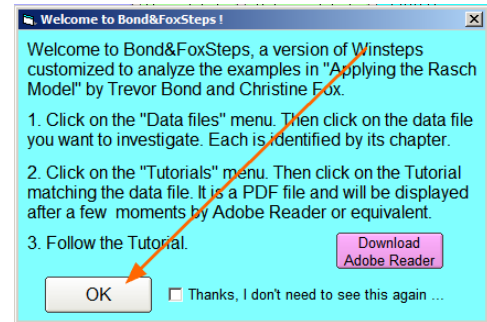 Welcome to Bond&FoxSteps !
Welcome to Bond&FoxSteps, a version of Winsteps
customized to analyze the examples in "Applying the Rasch
Model" by Trevor Bond and Christine Fox.
1. Click on the "Data files" menu. Then click on the data file
you want to investigate. Each is identified by its chapter.
2. Click on the "Tutorials" menu. Then click on the Tutorial
matching the data file. It is a PDF file and will be displayed
after a few moments by Adobe Reader or equivalent.
3. Follow the Tutorial.
Download
Adobe Reader
OK
Thanks, I don't need to see this again ...